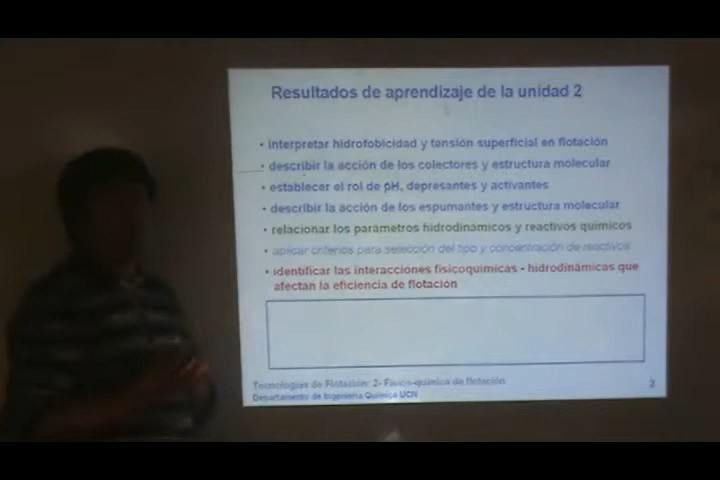 Resultados de aprendizaje de la unidad 2
• interpretar hidrofobicidad y tensión superficial en flotación
• describir la acción de los colectores y estructura molecular
• establecer el rol de pH, depresantes y activantes
• describir la acción de los espumantes y estructura molecular
• relacionar los parámetros hidrodinámicos y reactivos químicos
• aplicar criterios para selección del tipo y concentración de reactivos
• identificar las interacciones fisicoquímicas - hidrodinámicas que
afectan la eficiencia de flotación
Tecnologías de Flotación: 2- Físico-química de flotación
2
Departamento de Ingeniería Química UCN